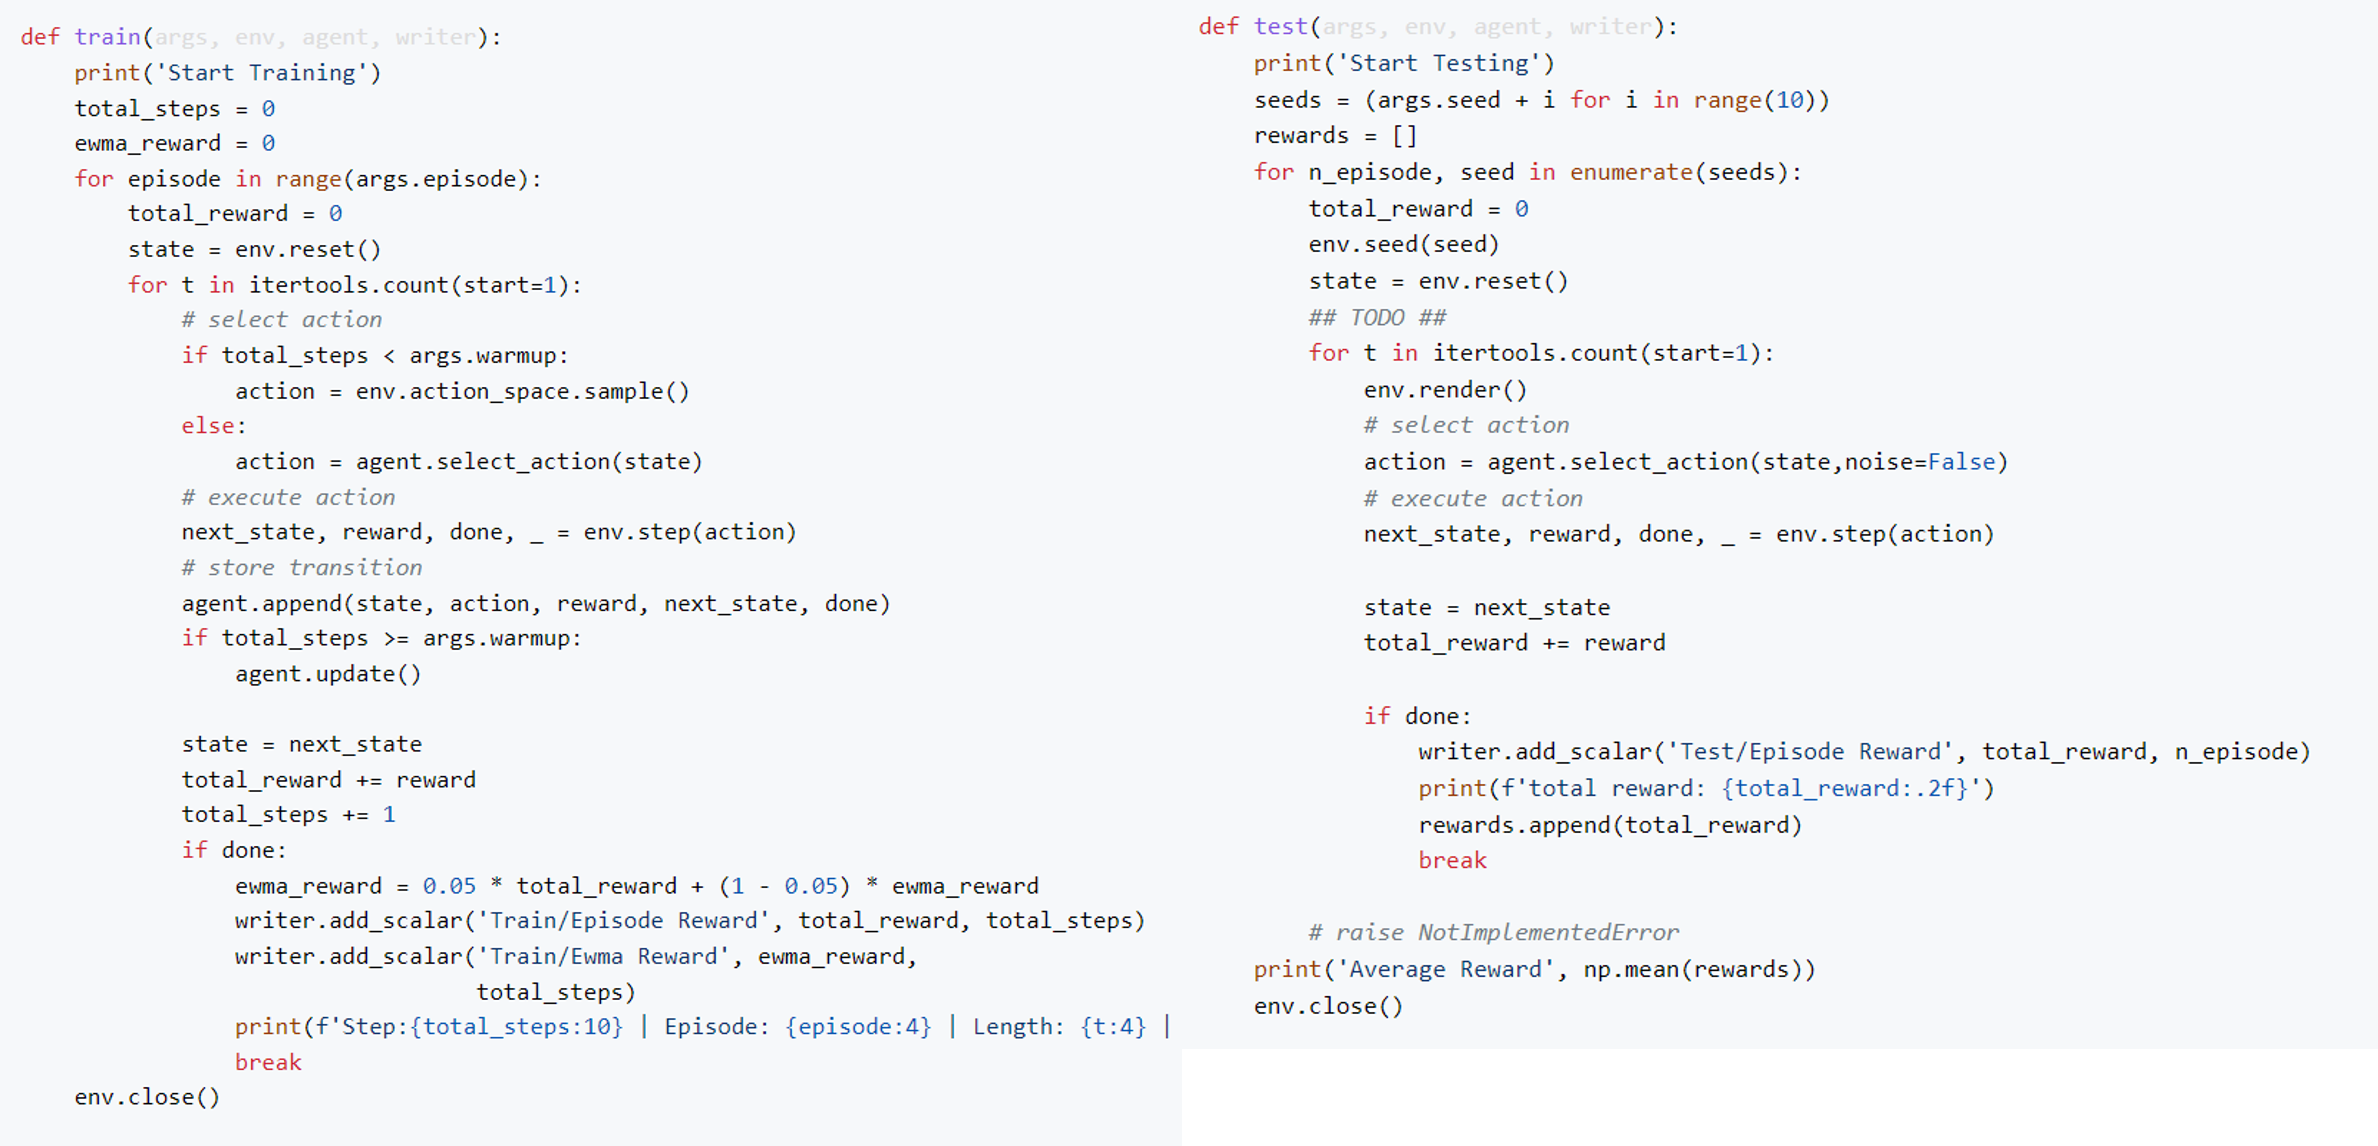 def train(args, env, agent, writer):
    print('Start Training')
    total_steps = 0
    ewma_reward = 0
    for episode in range(args.episode):
        total_reward = 0
        state = env.reset()
        for t in itertools.count(start=1):
            # select action
            if total_steps < args.warmup:
                action = env.action_space.sample()
            else:
                action = agent.select_action(state)
            # execute action
            next_state, reward, done, _ = env.step(action)
            # store transition
            agent.append(state, action, reward, next_state, done)
            if total_steps >= args.warmup:
                agent.update()

            state = next_state
            total_reward += reward
            total_steps += 1
            if done:
                ewma_reward = 0.05 * total_reward + (1 - 0.05) * ewma_reward
                writer.add_scalar('Train/Episode Reward', total_reward, total_steps)
                writer.add_scalar('Train/Ewma Reward', ewma_reward,
                                  total_steps)
                print(f'Step:{total_steps:10} | Episode: {episode:4} | Length: {t:4} |
                break
    env.close()
def test(args, env, agent, writer):
    print('Start Testing')
    seeds = (args.seed + i for i in range(10))
    rewards = []
    for n_episode, seed in enumerate(seeds):
        total_reward = 0
        env.seed(seed)
        state = env.reset()
        ## TODO ##
        for t in itertools.count(start=1):
            env.render()
            # select action
            action = agent.select_action(state,noise=False)
            # execute action
            next_state, reward, done, _ = env.step(action)

            state = next_state
            total_reward += reward

            if done:
                writer.add_scalar('Test/Episode Reward', total_reward, n_episode)
                print(f'total reward: {total_reward:.2f}')
                rewards.append(total_reward)
                break

        # raise NotImplementedError
    print('Average Reward', np.mean(rewards))
    env.close()